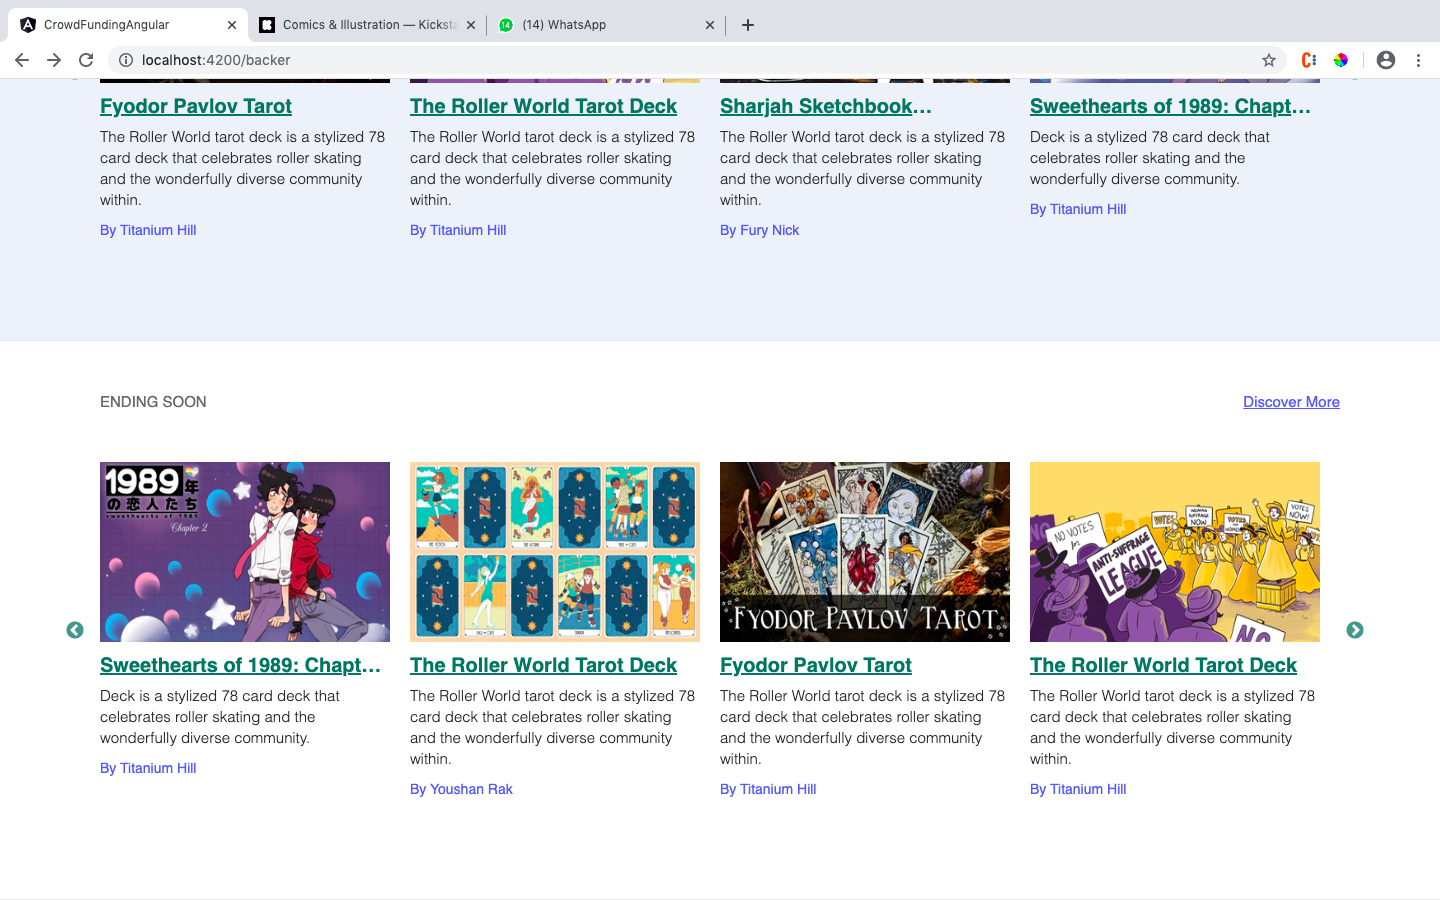 CrowdFundingAngular
Comics & Illustration — Kicksta
14
(14) WhatsApp
localhost:4200/backer
Fyodor Pavlov Tarot
The Roller World tarot deck is a stylized 78
card deck that celebrates roller skating
and the wonderfully diverse community
within.
By Titanium Hill
The Roller World Tarot Deck
The Roller World tarot deck is a stylized 78
card deck that celebrates roller skating
and the wonderfully diverse community
within.
By Titanium Hill
Sharjah Sketchbook...
The Roller World tarot deck is a stylized 78
card deck that celebrates roller skating
and the wonderfully diverse community
within.
By Fury Nick
Sweethearts of 1989: Chapt...
Deck is a stylized 78 card deck that
celebrates roller skating and the
wonderfully diverse community.
By Titanium Hill
ENDING SOON
Discover More
1989年
の恋人たち
sweethearts of 1989
Chapter 2
Sweethearts of 1989: Chapt...
Deck is a stylized 78 card deck that
celebrates roller skating and the
wonderfully diverse community.
By Titanium Hill
The Roller World Tarot Deck
The Roller World tarot deck is a stylized 78
card deck that celebrates roller skating
and the wonderfully diverse community
within.
By Youshan Rak
FYODOR PAVLOV TAROT
Fyodor Pavlov Tarot
The Roller World tarot deck is a stylized 78
card deck that celebrates roller skating
and the wonderfully diverse community
within.
By Titanium Hill
NO
NO VOTES
for
ANTI-SUFFRAGE
LEAGUE
VOTES
WOMAN
SUFFRAGE
NOW
VOTES
VOTES
NOW!
NO
The Roller World Tarot Deck
The Roller World tarot deck is a stylized 78
card deck that celebrates roller skating
and the wonderfully diverse community
within.
By Titanium Hill